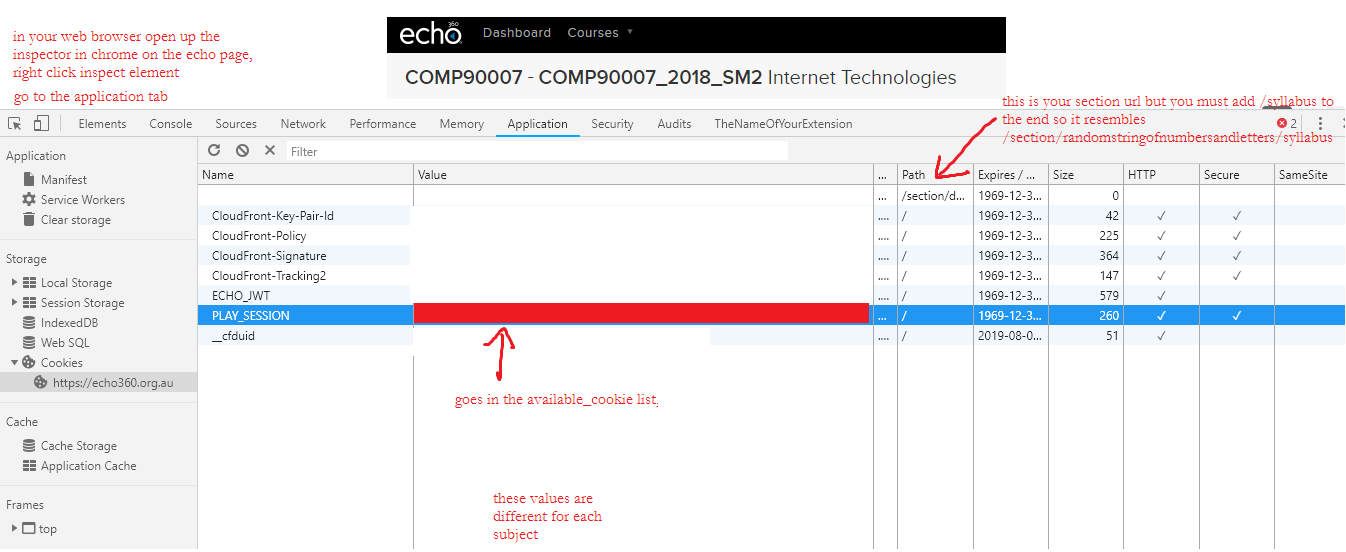 in your web browser open up the
inspector in chrome on the echo page,
right click inspect element
go to the application tab
echo360 Dashboard Courses
COMP90007 - COMP90007_2018_SM2 Internet Technologies
this is your section url but you must add /syllabus to
the end so it resembles
/section/randomstringofnumbersandletters/syllabus
Elements Console Sources Network Performance Memory Application Security Audits TheNameOfYourExtension 2
Application
Manifest
Service Workers
Clear storage
Storage
Local Storage
Session Storage
IndexedDB
Web SQL
Cookies
https://echo360.org.au
Cache
Cache Storage
Application Cache
Frames
top
Filter
Name Value ... Path Expires / ... Size HTTP Secure SameSite
... /section/d... 1969-12-3... 0
CloudFront-Key-Pair-Id .... / 1969-12-3... 42 ✓ ✓
CloudFront-Policy .... / 1969-12-3... 225 ✓ ✓
CloudFront-Signature .... / 1969-12-3... 364 ✓ ✓
CloudFront-Tracking2 .... / 1969-12-3... 147 ✓ ✓
ECHO_JWT .... / 1969-12-3... 579 ✓
PLAY_SESSION ... / 1969-12-3... 260 ✓ ✓
__cfduid .... / 2019-08-0... 51 ✓
goes in the available_cookie list,
these values are
different for each
subject